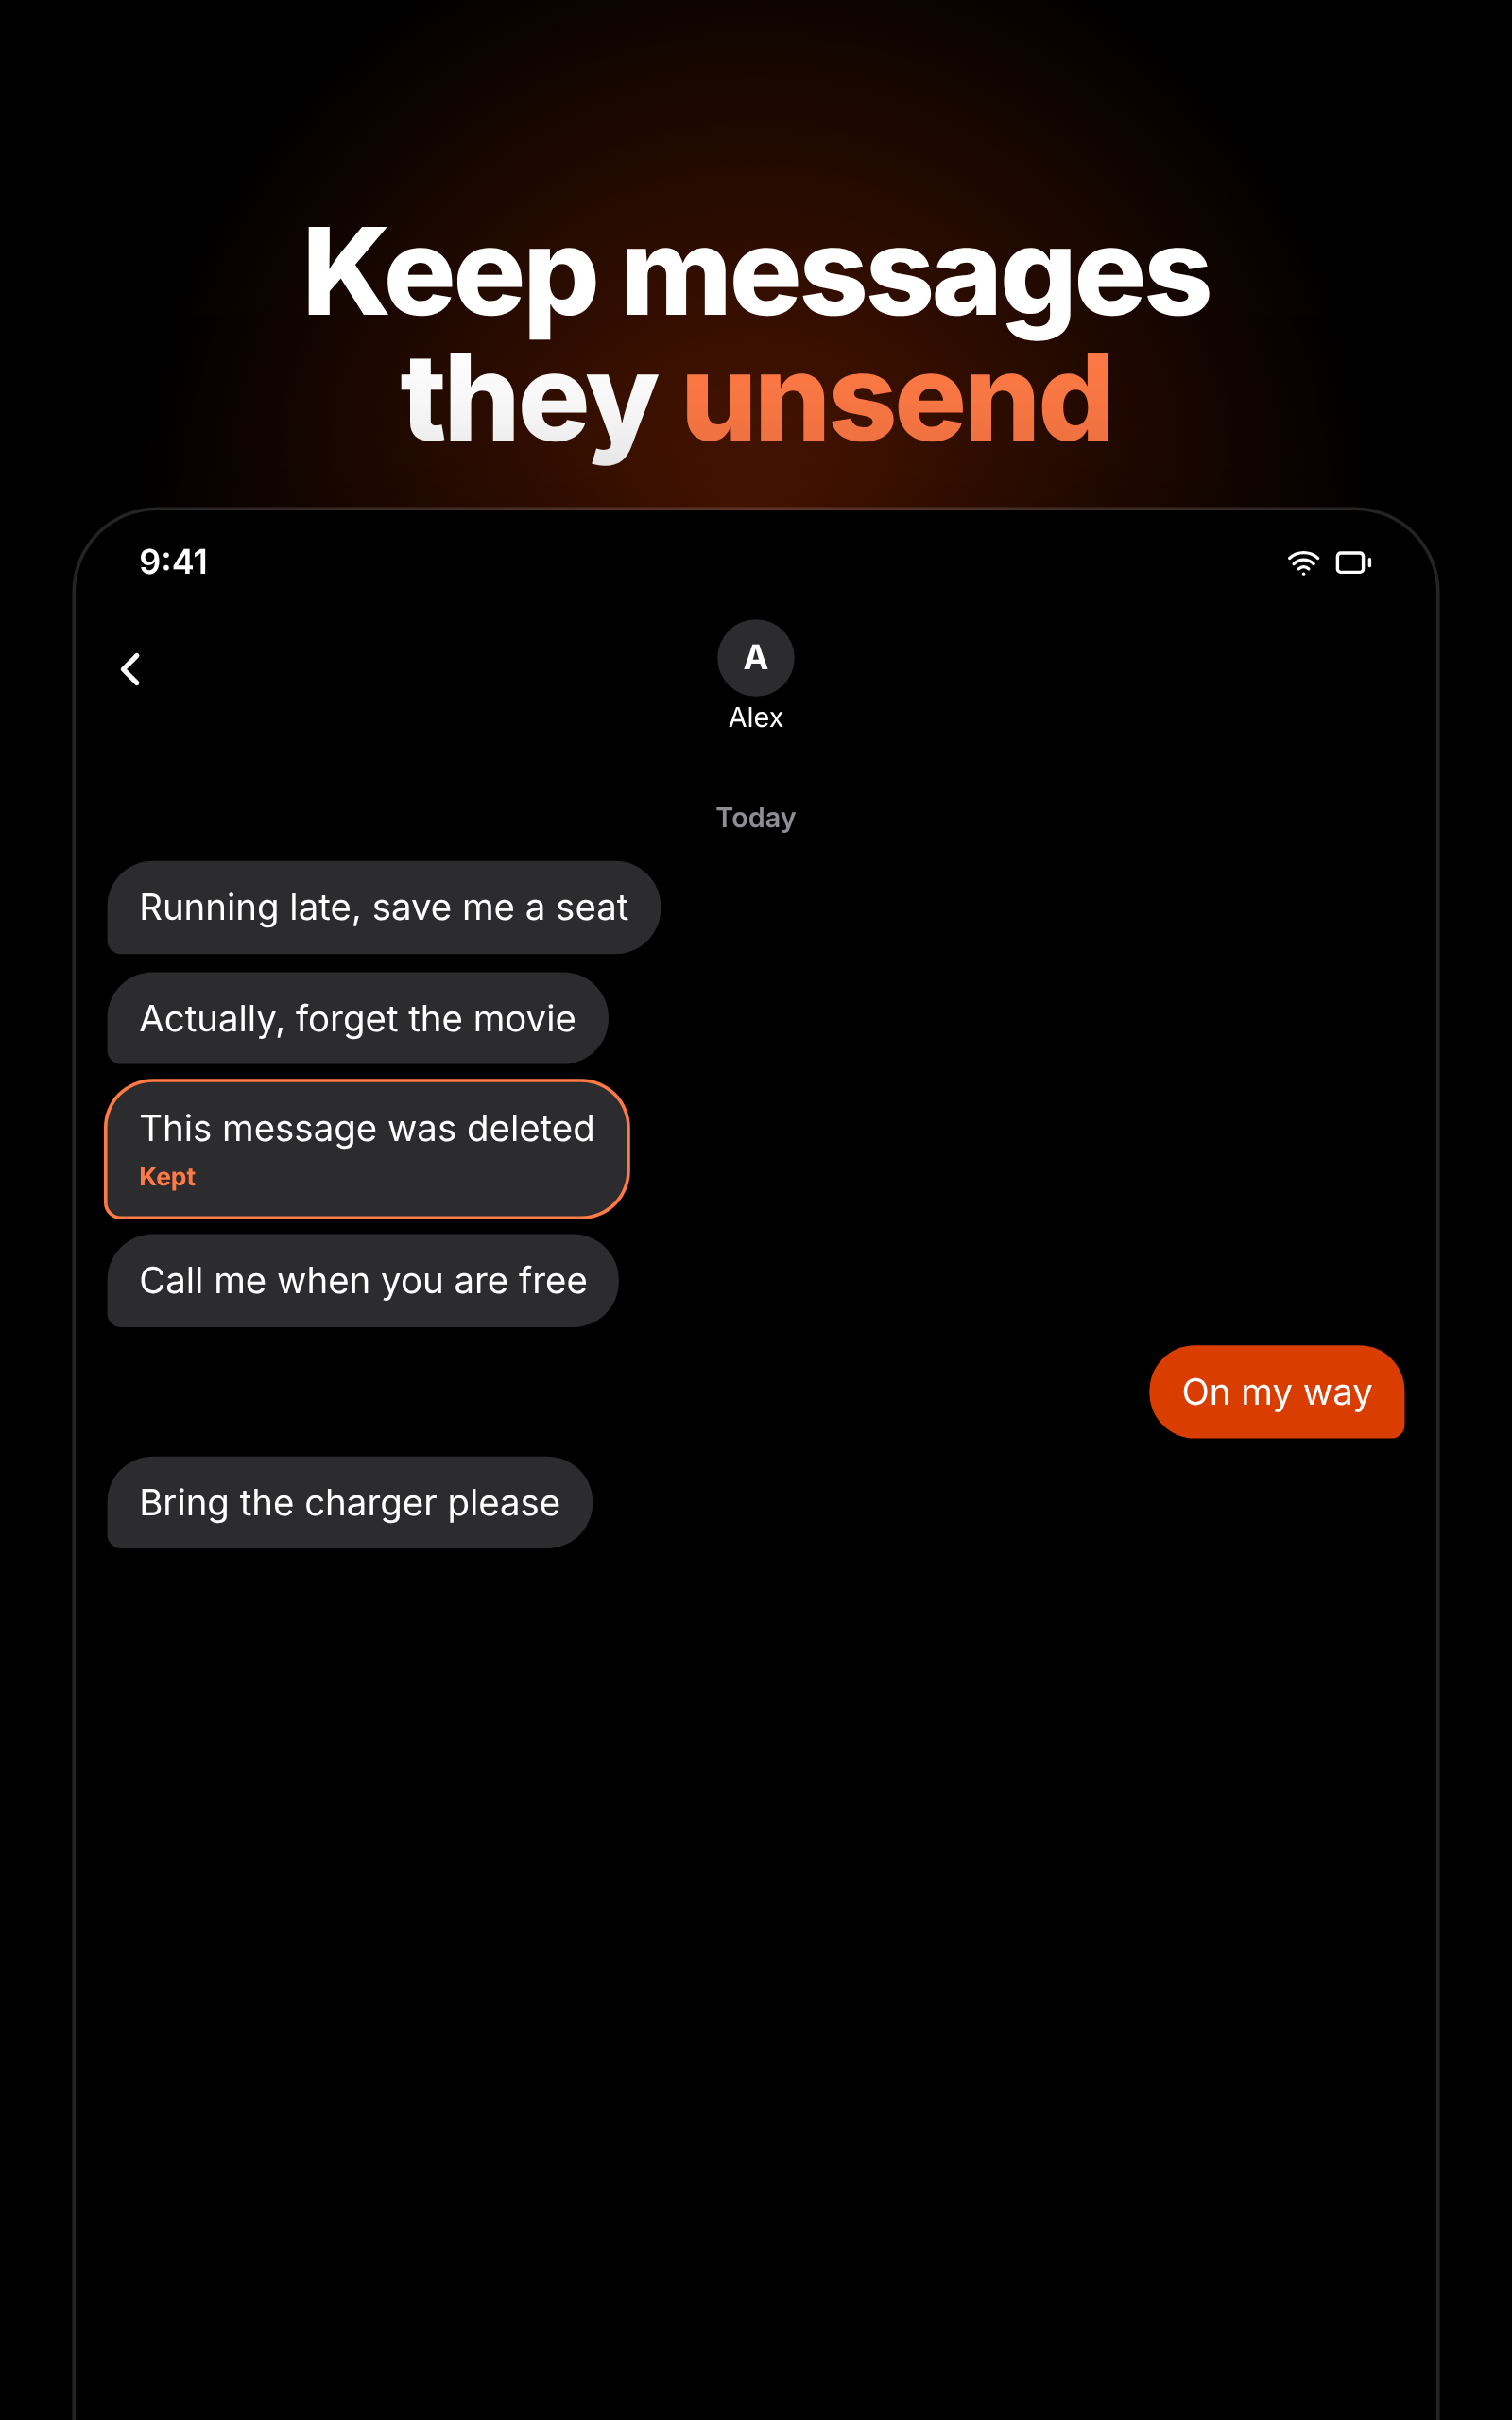 Keep messages
they unsend
9:41
A
Alex
Today
Running late, save me a seat
Actually, forget the movie
This message was deleted
Kept
Call me when you are free
On my way
Bring the charger please